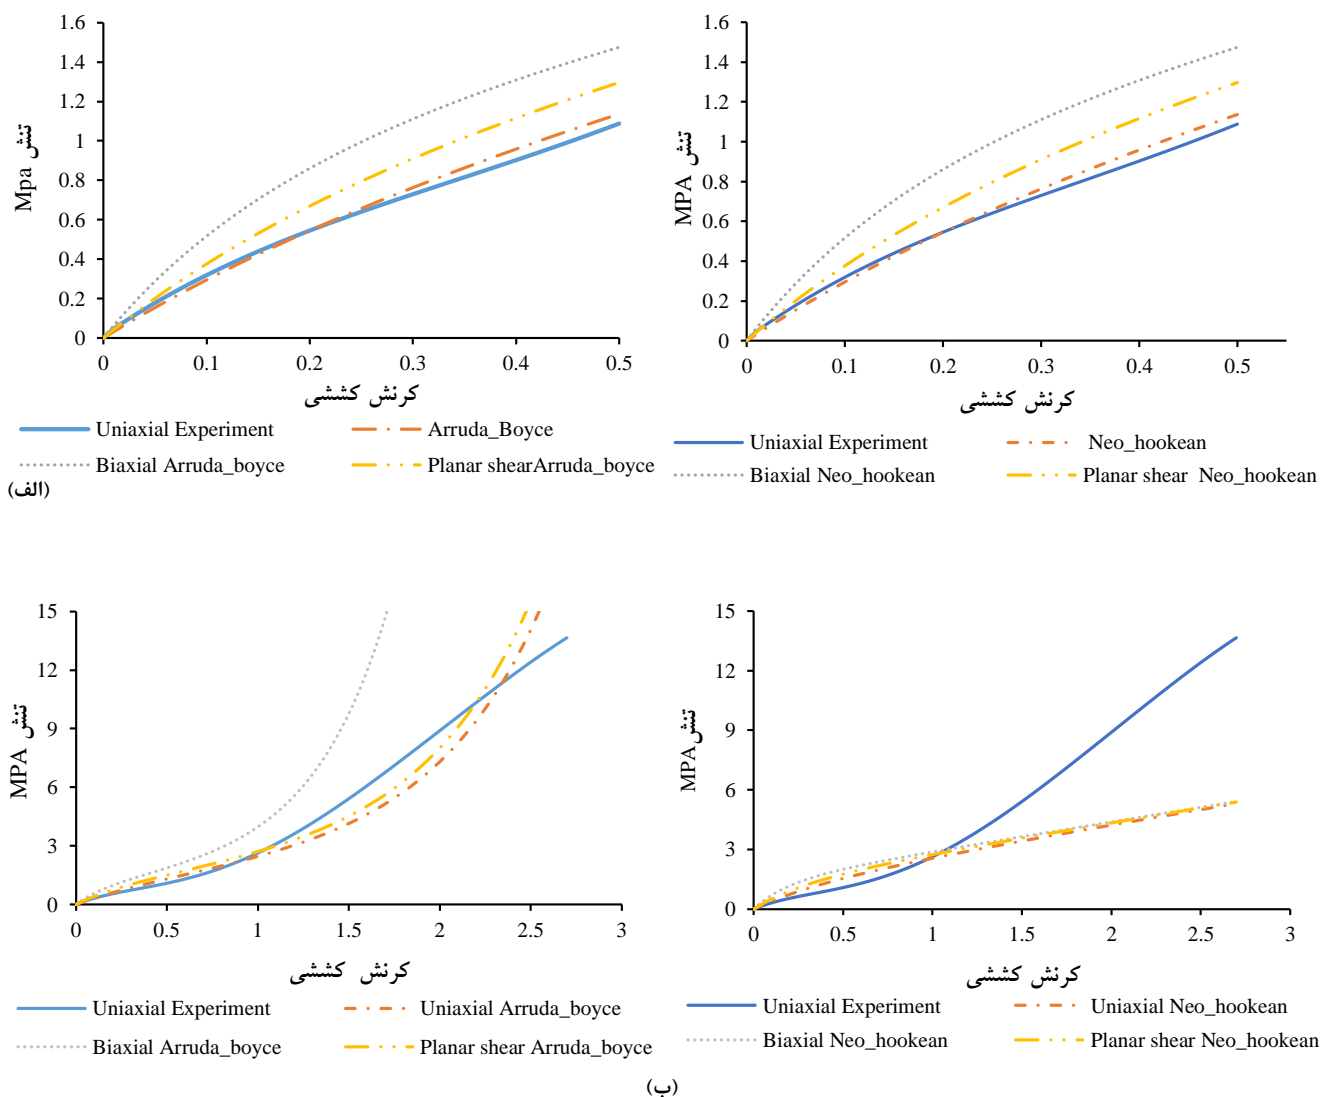 1.6
1.4
1.2
1
0.8
0.6
0.4
0.2
0
تنش Mpa
0 0.1 0.2 0.3 0.4 0.5
کرنش کششی
Uniaxial Experiment
Arruda_Boyce
Biaxial Arruda_boyce
Planar shearArruda_boyce
(الف)
1.6
1.4
1.2
1
0.8
0.6
0.4
0.2
0
تنش MPA
0 0.1 0.2 0.3 0.4 0.5
کرنش کششی
Uniaxial Experiment
Neo_hookean
Biaxial Neo_hookean
Planar shear Neo_hookean
15
12
9
6
3
0
تنش MPA
0 0.5 1 1.5 2 2.5 3
کرنش کششی
Uniaxial Experiment
Uniaxial Arruda_boyce
Biaxial Arruda_boyce
Planar shear Arruda_boyce
15
12
9
6
3
0
تنش MPA
0 0.5 1 1.5 2 2.5 3
کرنش کششی
Uniaxial Experiment
Uniaxial Neo_hookean
Biaxial Neo_hookean
Planar shear Neo_hookean
(ب)